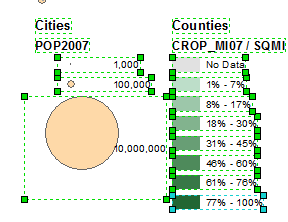 Cities
POP2007
1,000
100,000
10,000,000
Counties
CROP_MI07 / SQMI
No Data
1% - 7%
8% - 17%
18% - 30%
31% - 45%
46% - 60%
61% - 76%
77% - 100%